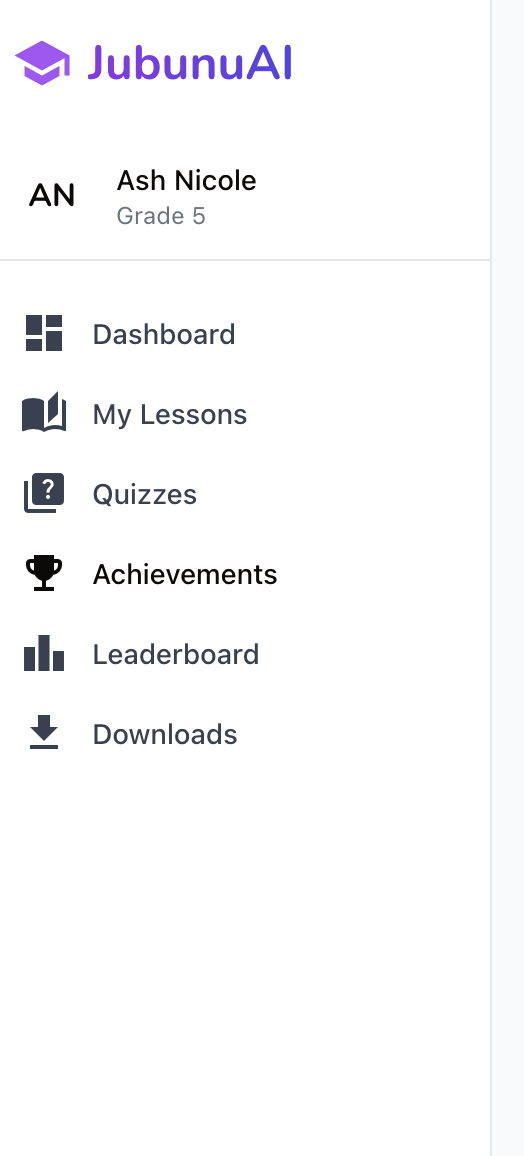 JubunuAI
AN
Ash Nicole
Grade 5
Dashboard
My Lessons
?
Quizzes
Achievements
Leaderboard
Downloads